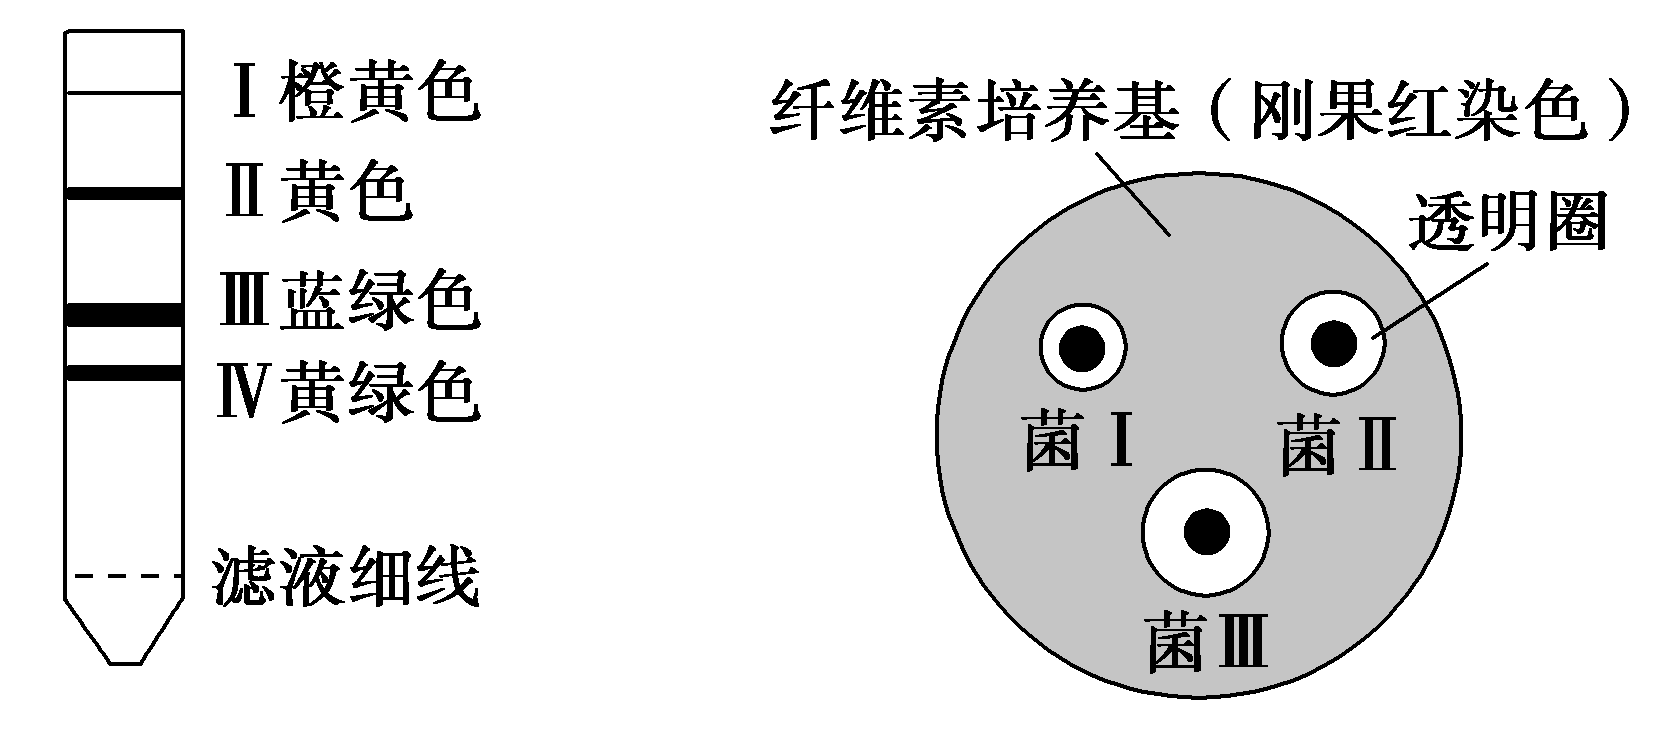 Ⅰ橙黄色
Ⅱ黄色
Ⅲ蓝绿色
Ⅳ黄绿色
滤液细线
纤维素培养基（刚果红染色）
透明圈
菌Ⅰ
菌Ⅱ
菌Ⅲ